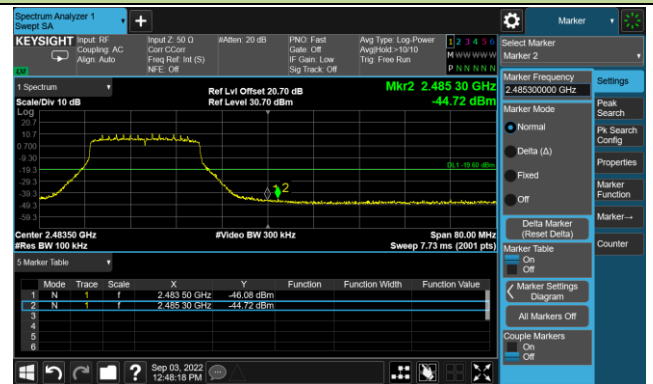 Spectrum Analyzer 1
Swept SA
+
Marker
KEYSIGHT Input: RF Input Z: 50 Ω #Atten: 20 dB PNO: Fast Avg Type: Log-Power 1 2 3 4 5 6
Coupling: AC Corr CCorr Gate: Off Avg|Hold:>10/10 M W W W W W
Align: Auto Freq Ref: Int (S) IF Gain: Low Trig: Free Run
NFE: Off Sig Track: Off P N N N N N
Select Marker
Marker 2
Marker Frequency
2.485300000 GHz
Settings
1 Spectrum
Ref Lvl Offset 20.70 dB Mkr2 2.485 30 GHz
Scale/Div 10 dB Ref Level 30.70 dBm -44.72 dBm
Log
20.7
10.7
0.700
-9.30
-19.3
-29.3
-39.3
-49.3
-59.3
DL1 -19.60 dBm
1 2
Center 2.48350 GHz #Video BW 300 kHz Span 80.00 MHz
#Res BW 100 kHz Sweep 7.73 ms (2001 pts)
Marker Mode
Normal
Delta (Δ)
Fixed
Off
Delta Marker
(Reset Delta)
Marker Table
On
Off
Marker Settings
Diagram
All Markers Off
Couple Markers
On
Off
Peak
Search
Pk Search
Config
Properties
Marker
Function
Marker→
Counter
5 Marker Table
Mode Trace Scale X Y Function Function Width Function Value
1 N 1 f 2.483 50 GHz -46.08 dBm
2 N 1 f 2.485 30 GHz -44.72 dBm
3
4
5
6
? Sep 03, 2022
12:48:18 PM